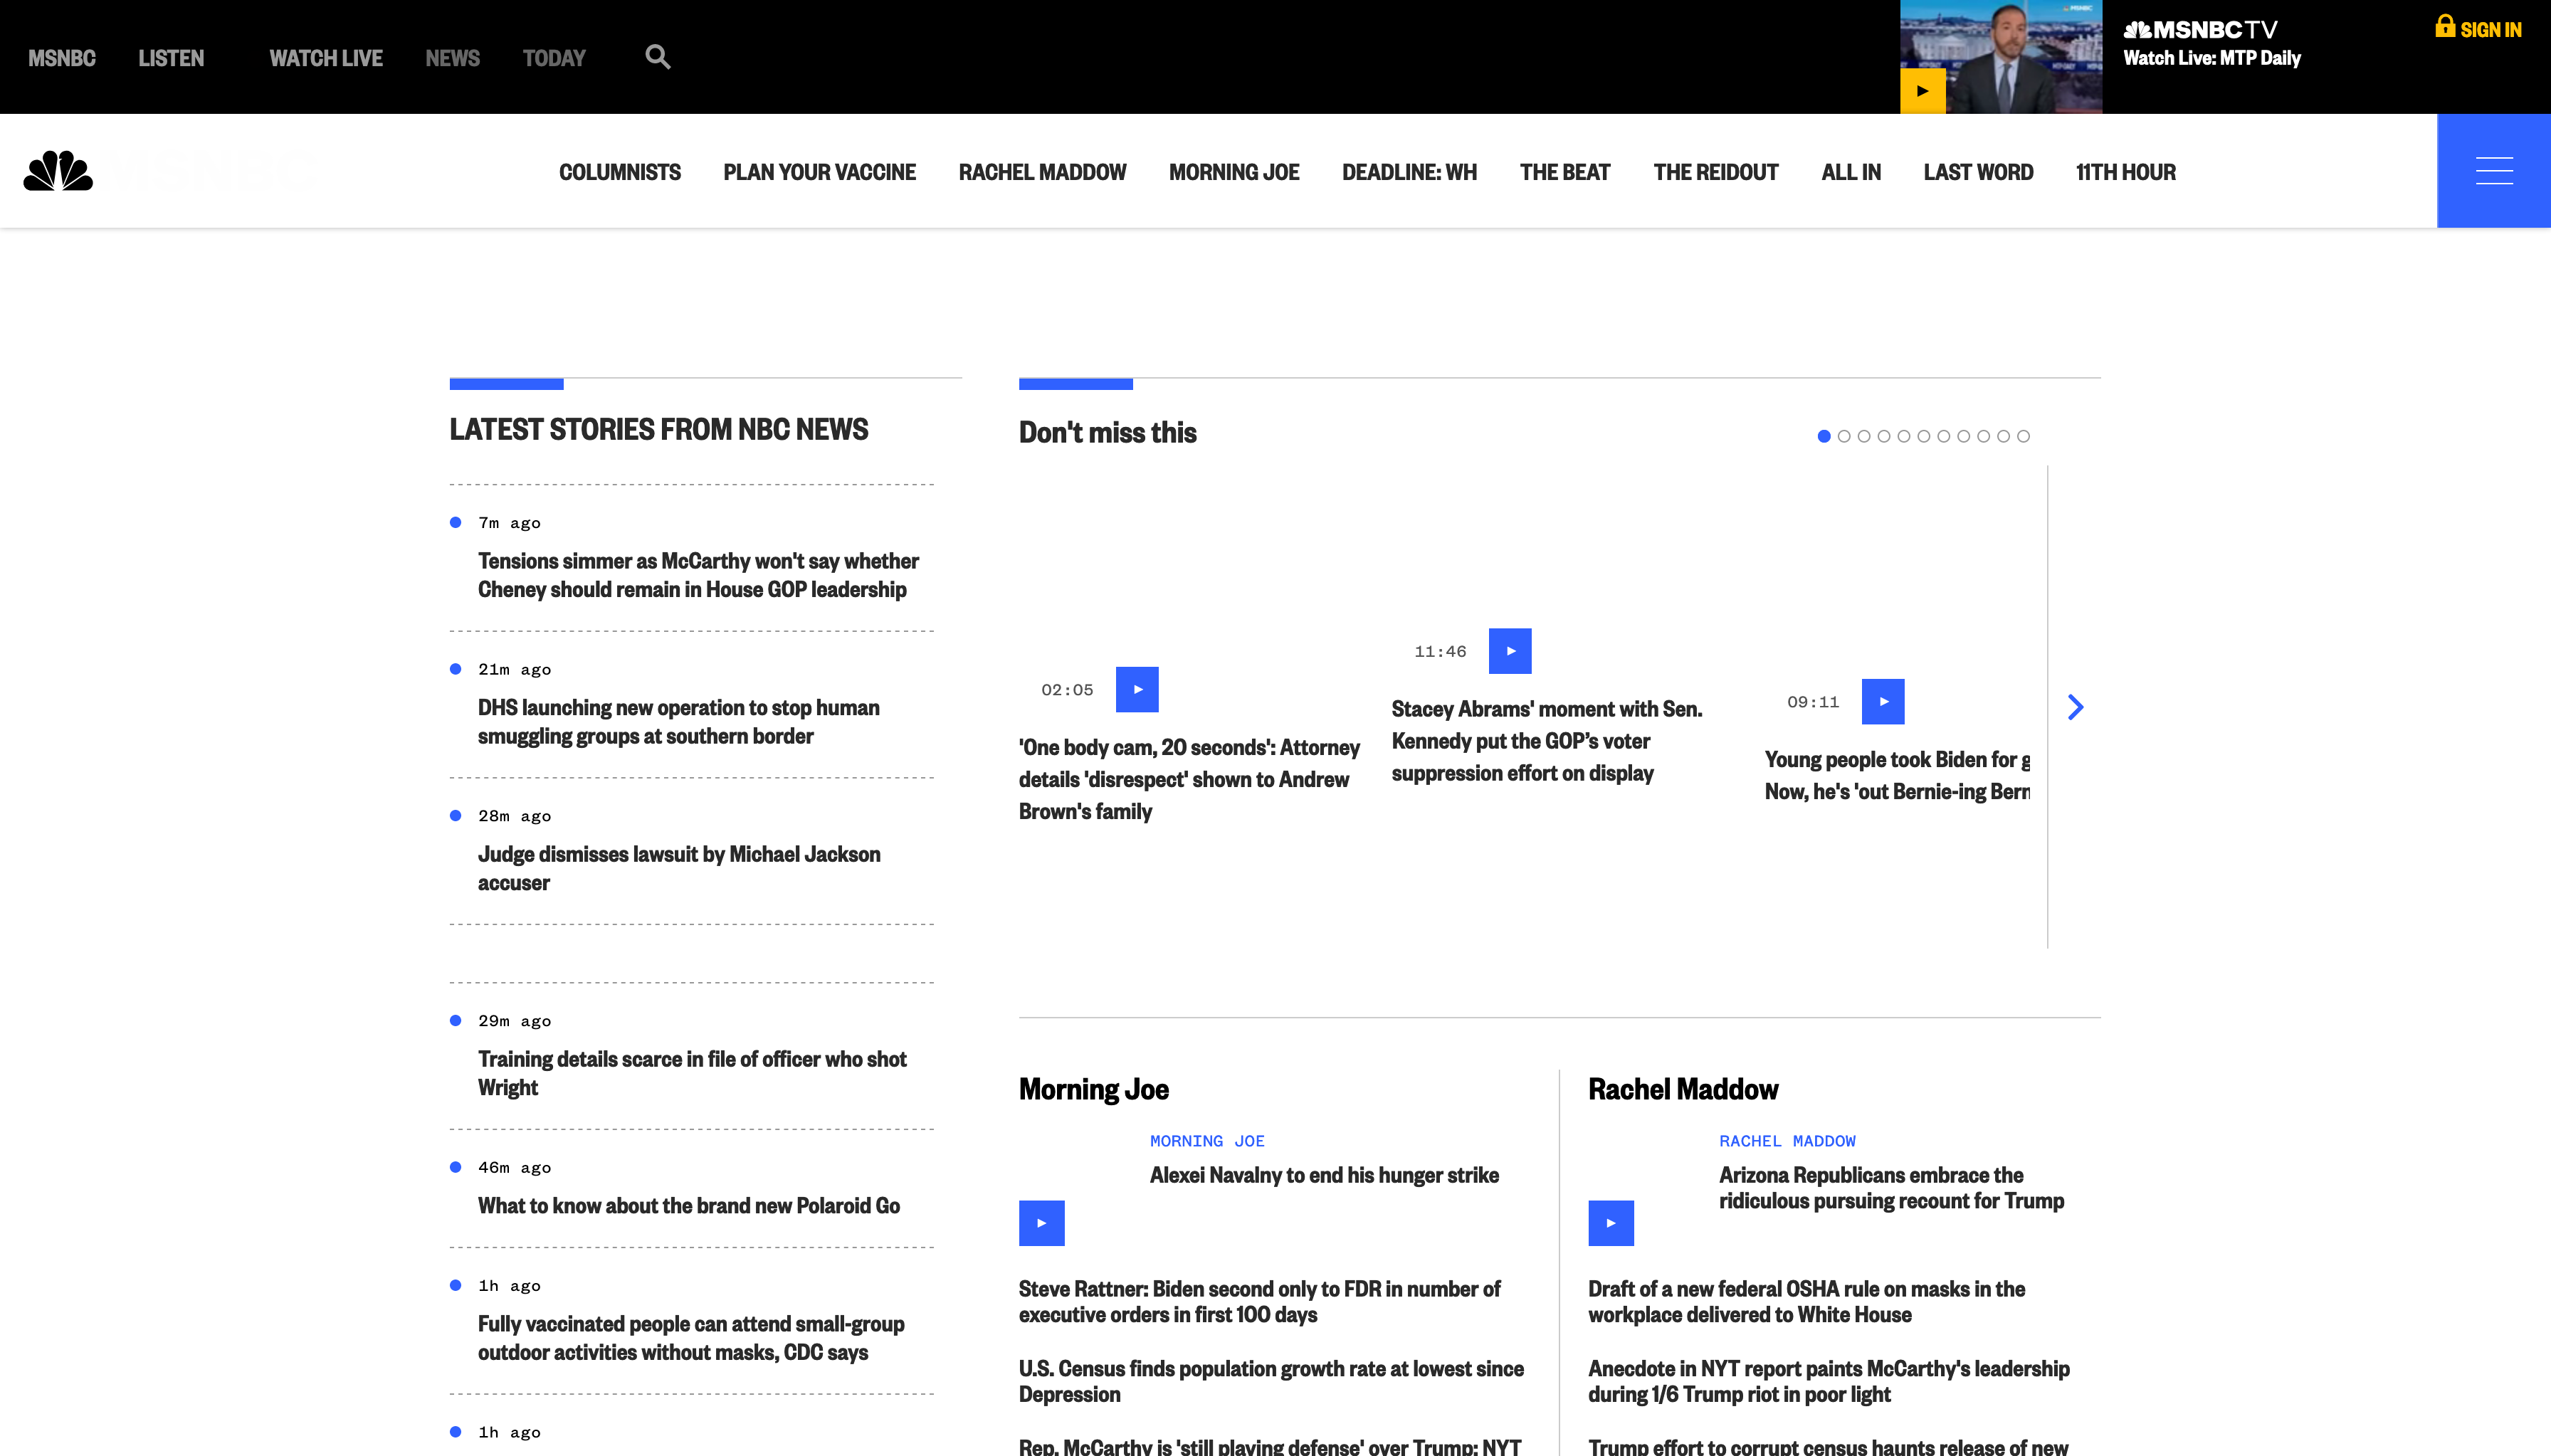 MSNBC
LISTEN
WATCH LIVE
NEWS
TODAY
MSNBC
MSNBCTV
Watch Live: MTP Daily
SIGN IN
COLUMNISTS
PLAN YOUR VACCINE
RACHEL MADDOW
MORNING JOE
DEADLINE: WH
THE BEAT
THE REIDOUT
ALL IN
LAST WORD
11TH HOUR
LATEST STORIES FROM NBC NEWS
7m ago
Tensions simmer as McCarthy won't say whether
Cheney should remain in House GOP leadership
21m ago
DHS launching new operation to stop human
smuggling groups at southern border
28m ago
Judge dismisses lawsuit by Michael Jackson
accuser
29m ago
Training details scarce in file of officer who shot
Wright
46m ago
What to know about the brand new Polaroid Go
1h ago
Fully vaccinated people can attend small-group
outdoor activities without masks, CDC says
1h ago
Don't miss this
02:05
'One body cam, 20 seconds': Attorney
details 'disrespect' shown to Andrew
Brown's family
11:46
Stacey Abrams' moment with Sen.
Kennedy put the GOP’s voter
suppression effort on display
09:11
Young people took Biden for
Now, he's 'out Bernie-ing Bern
Morning Joe
MORNING JOE
Alexei Navalny to end his hunger strike
Steve Rattner: Biden second only to FDR in number of
executive orders in first 100 days
U.S. Census finds population growth rate at lowest since
Depression
Rep. McCarthy is 'still playing defense' over Trump: NYT
Rachel Maddow
RACHEL MADDOW
Arizona Republicans embrace the
ridiculous pursuing recount for Trump
Draft of a new federal OSHA rule on masks in the
workplace delivered to White House
Anecdote in NYT report paints McCarthy's leadership
during 1/6 Trump riot in poor light
Trump effort to corrupt census haunts release of new